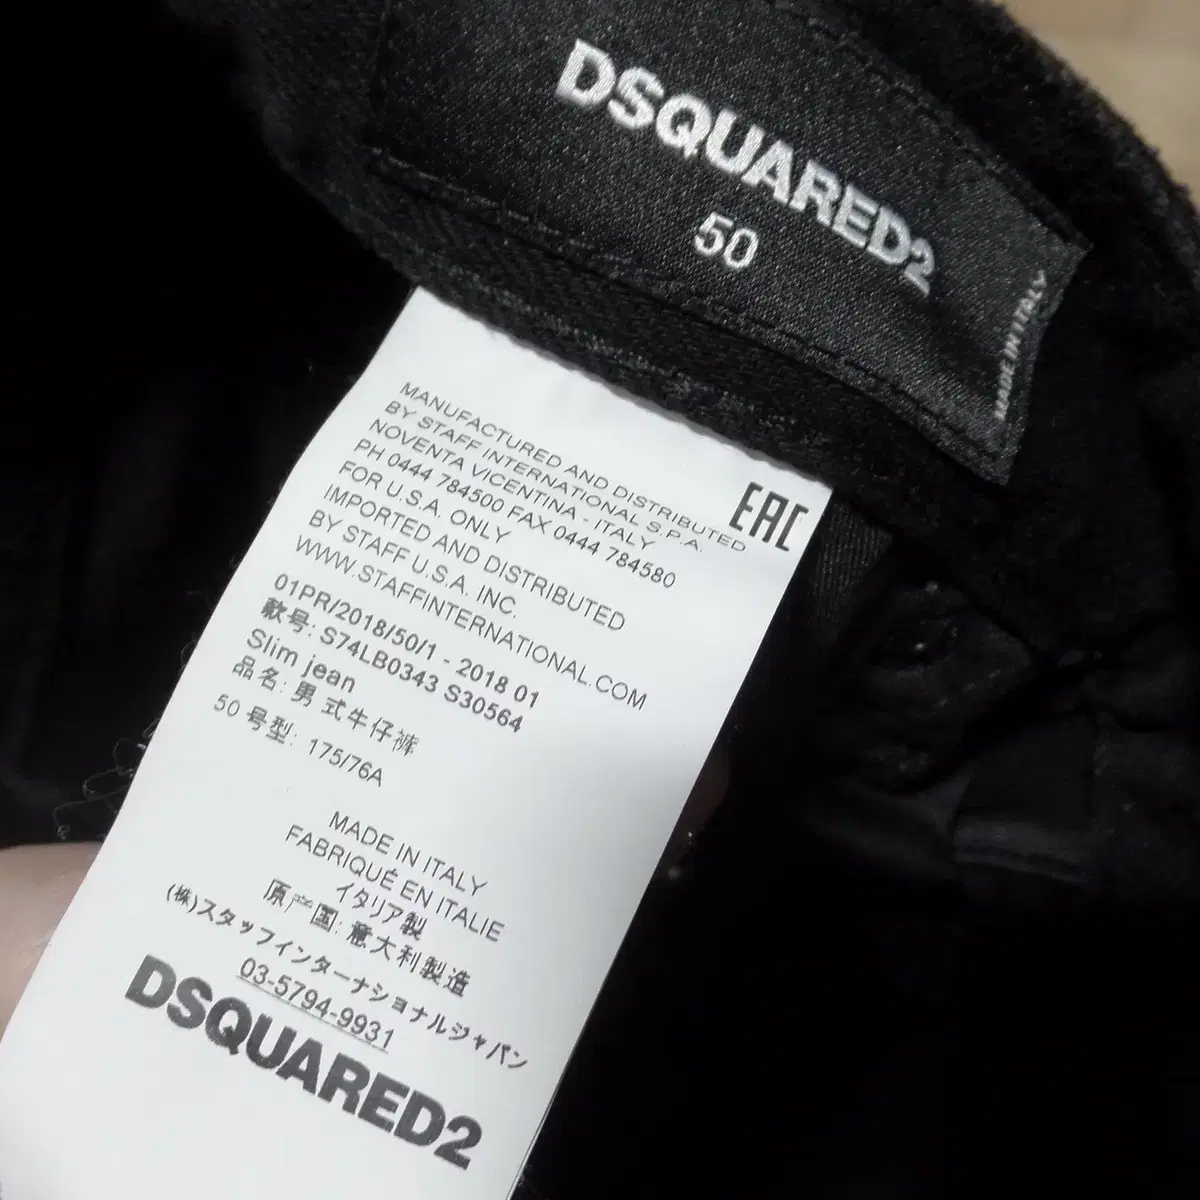 DSQUARED2
50
MADE IN ITALY
EAC
MANUFACTURED AND DISTRIBUTED
BY STAFF INTERNATIONAL S.P.A.
NOVENTA VICENTINA - ITALY
PH 0444 784500 FAX 0444 784580
FOR U.S.A. ONLY
IMPORTED AND DISTRIBUTED
BY STAFF U.S.A. INC.
WWW.STAFFINTERNATIONAL.COM
01PR/2018/50/1 - 2018 01
款号: S74LB0343 S30564
Slim jean
品名: 男式牛仔裤
50 号型: 175/76A
MADE IN ITALY
FABRIQUÉ EN ITALIE
イタリア製
原产国: 意大利製造
(株)スタッフインターナショナルジャパン
03-5794-9931
DSQUARED2